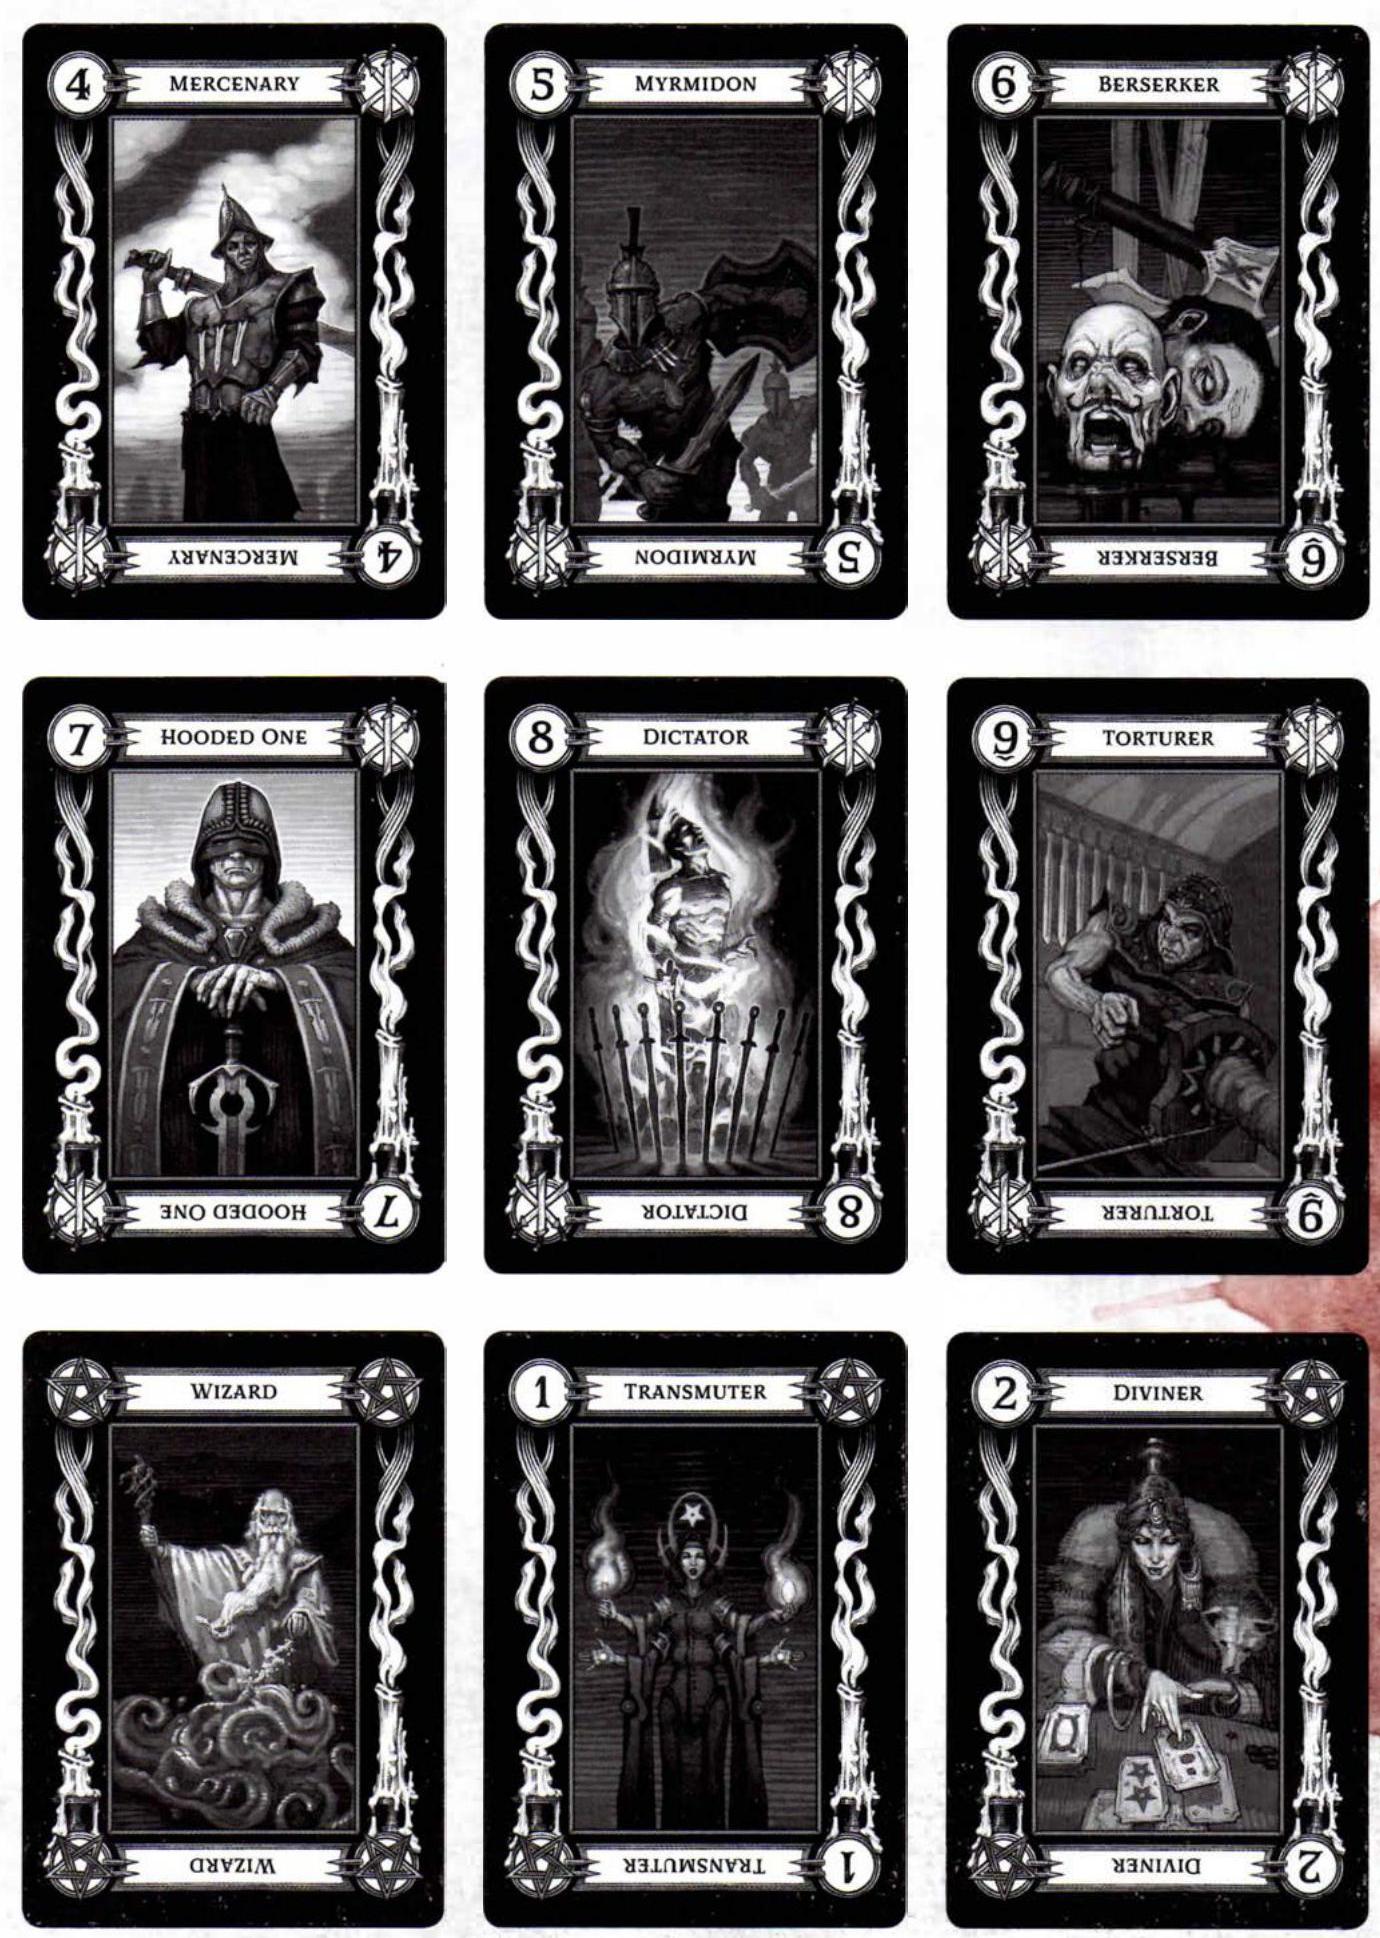 4 MERCENARY
MERCENARY 4
5 MYRMIDON
MYRMIDON 5
6 BERSERKER
BERSERKER 6
7 HOODED ONE
HOODED ONE 7
8 DICTATOR
DICTATOR 8
9 TORTURER
TORTURER 9
WIZARD
WIZARD
1 TRANSMUTER
TRANSMUTER 1
2 DIVINER
DIVINER 2